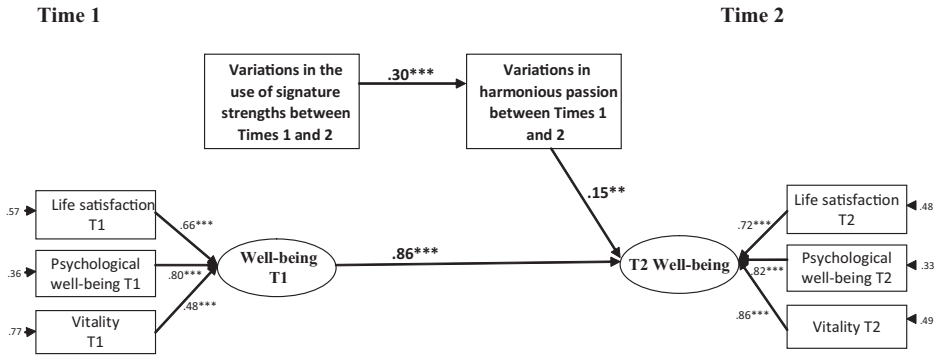 Time 1
Time 2
Variations in the
use of signature
strengths between
Times 1 and 2
.30***
Variations in
harmonious passion
between Times 1
and 2
.15**
.57
Life satisfaction
T1
.66***
.36
Psychological
well-being T1
.80***
.77
Vitality
T1
.48***
Well-being
T1
.86***
T2 Well-being
.72***
Life satisfaction
T2
.48
.82***
Psychological
well-being T2
.33
.86***
Vitality T2
.49